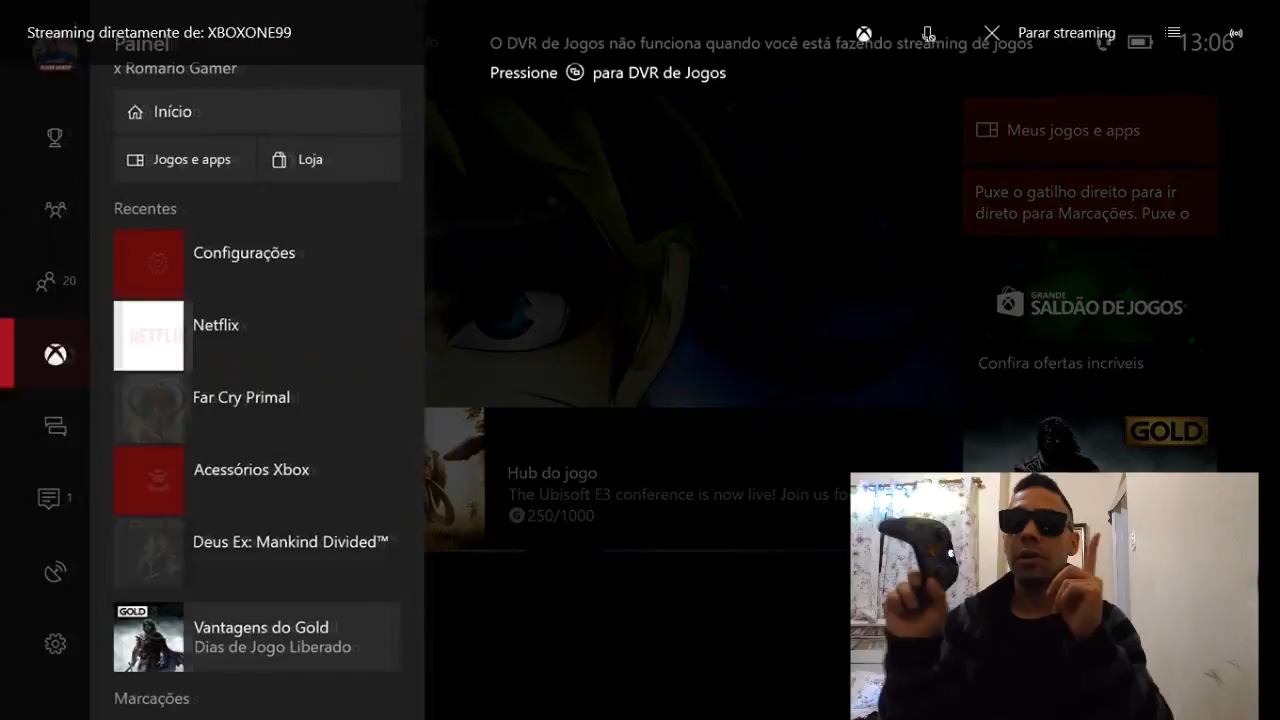 Streaming diretamente de: XBOXONE99
Parar streaming
13:06
Painel
x Romario Gamer
O DVR de Jogos não funciona quando você está fazendo streaming de jogos
Pressione para DVR de Jogos
Início
Jogos e apps
Loja
Recentes
20
Configurações
Netflix
NETFLIX
Far Cry Primal
Acessórios Xbox
Deus Ex: Mankind Divided™
1
GOLD
Vantagens do Gold
Dias de Jogo Liberado
Marcações
Hub do jogo
The Ubisoft E3 conference is now live! Join us fo
G 250/1000
Meus jogos e apps
Puxe o gatilho direito para ir
direto para Marcações. Puxe o
GRANDE
SALDÃO DE JOGOS
Confira ofertas incríveis
GOLD